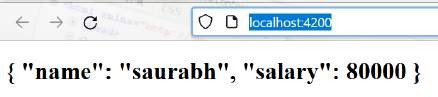 localhost:4200
{ "name": "saurabh", "salary": 80000 }